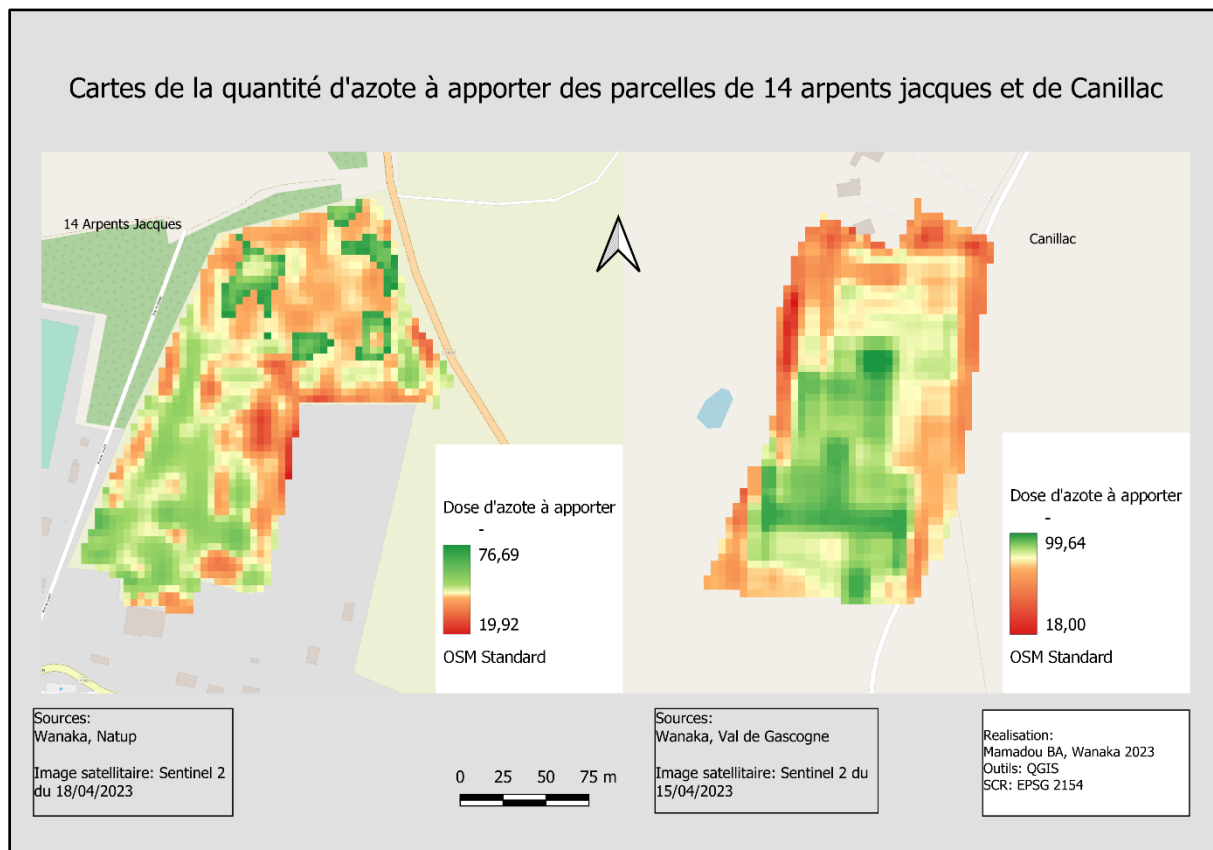 Cartes de la quantité d'azote à apporter des parcelles de 14 arpents jacques et de Canillac
14 Arpents Jacques
Canillac
Dose d'azote à apporter
-
76,69
19,92
OSM Standard
Dose d'azote à apporter
-
99,64
18,00
OSM Standard
Sources:
Wanaka, Natup
Image satellitaire: Sentinel 2
du 18/04/2023
0 25 50 75 m
Sources:
Wanaka, Val de Gascogne
Image satellitaire: Sentinel 2 du
15/04/2023
Realisation:
Mamadou BA, Wanaka 2023
Outils: QGIS
SCR: EPSG 2154